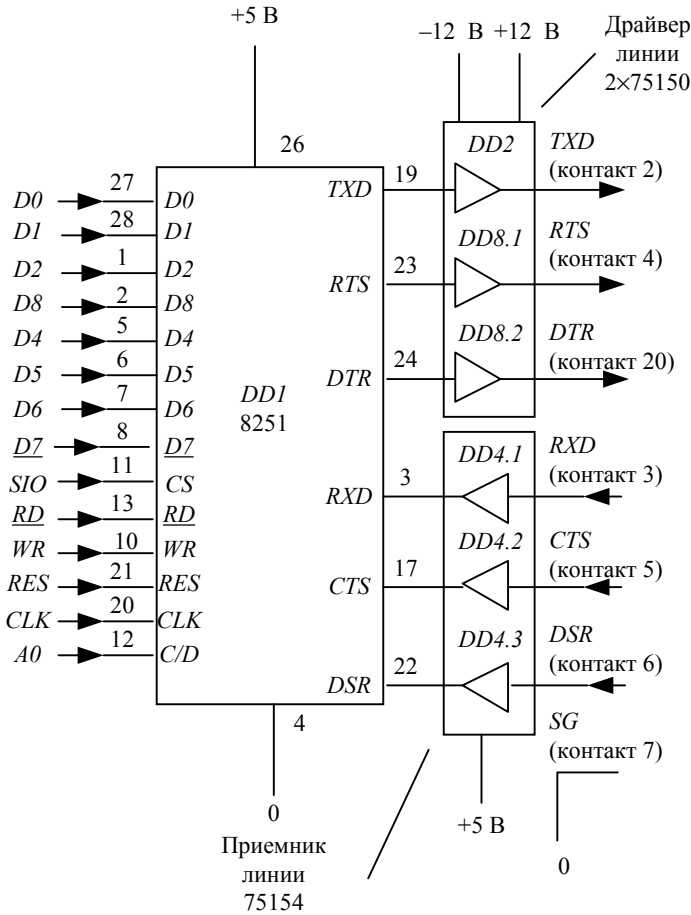 +5 В
–12 В
+12 В
Драйвер
линии
2×75150
26
D0 27 D0
D1 28 D1
D2 1 D2
D8 2 D8
D4 5 D4
D5 6 D5
D6 7 D6
D7 8 D7
SIO 11 CS
RD 13 RD
WR 10 WR
RES 21 RES
CLK 20 CLK
A0 12 C/D
DD1
8251
TXD 19
RTS 23
DTR 24
RXD 3
CTS 17
DSR 22
4
0
DD2
DD8.1
DD8.2
DD4.1
DD4.2
DD4.3
TXD
(контакт 2)
RTS
(контакт 4)
DTR
(контакт 20)
RXD
(контакт 3)
CTS
(контакт 5)
DSR
(контакт 6)
SG
(контакт 7)
+5 В
0
Приемник
линии
75154